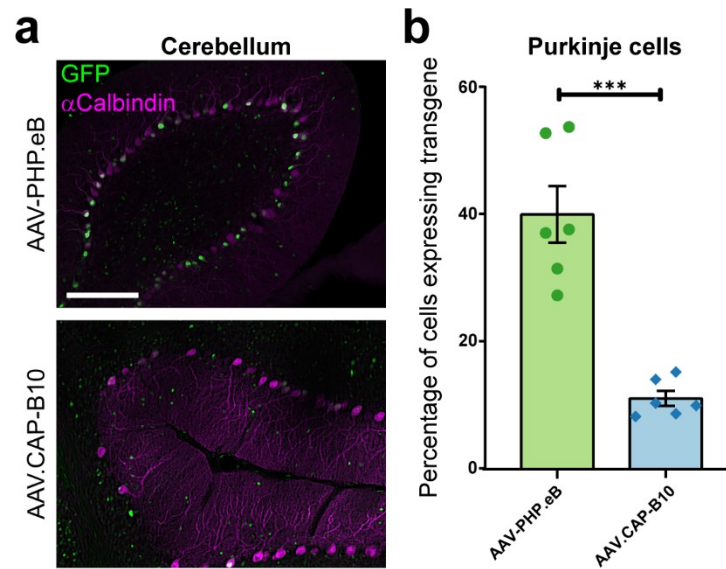 a
Cerebellum
GFP
αCalbindin
AAV-PHP.eB
AAV.CAP-B10
b
Purkinje cells
***
Percentage of cells expressing transgene
60
40
20
0
AAV-PHP.eB
AAV.CAP-B10